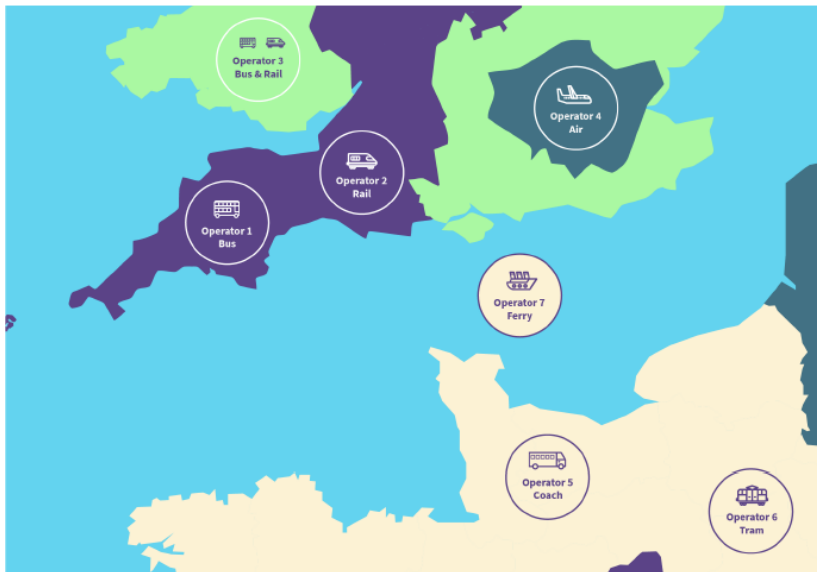 Operator 3
Bus & Rail
Operator 4
Air
Operator 2
Rail
Operator 1
Bus
Operator 7
Ferry
Operator 5
Coach
Operator 6
Tram